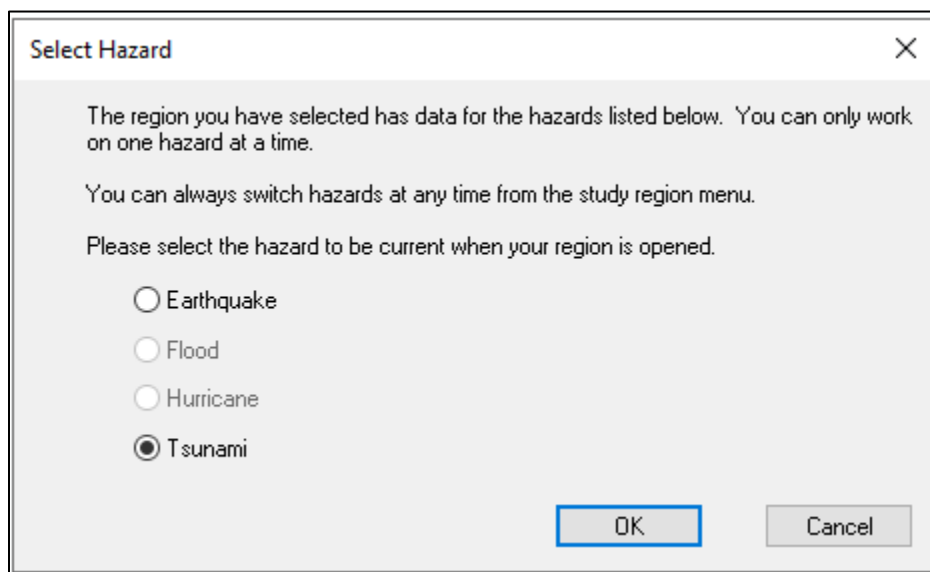 Select Hazard
The region you have selected has data for the hazards listed below.  You can only work
on one hazard at a time.
You can always switch hazards at any time from the study region menu.
Please select the hazard to be current when your region is opened.
Earthquake
Flood
Hurricane
Tsunami
OK
Cancel